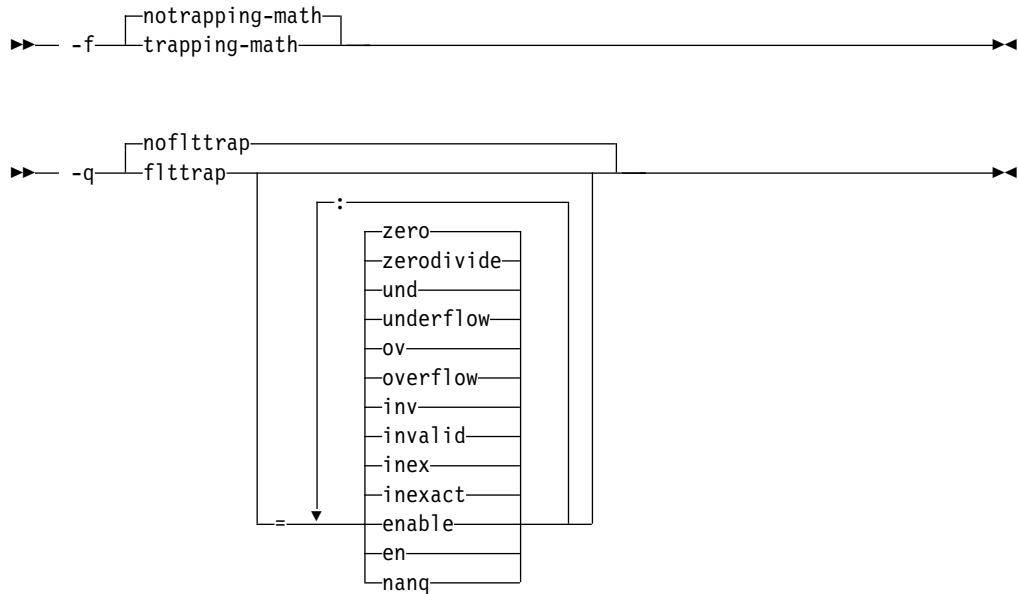 notrapping-math
-f trapping-math
noflttrap
-q flttrap
:
zero
zerodivide
und
underflow
ov
overflow
inv
invalid
inex
inexact
= enable
en
nanq